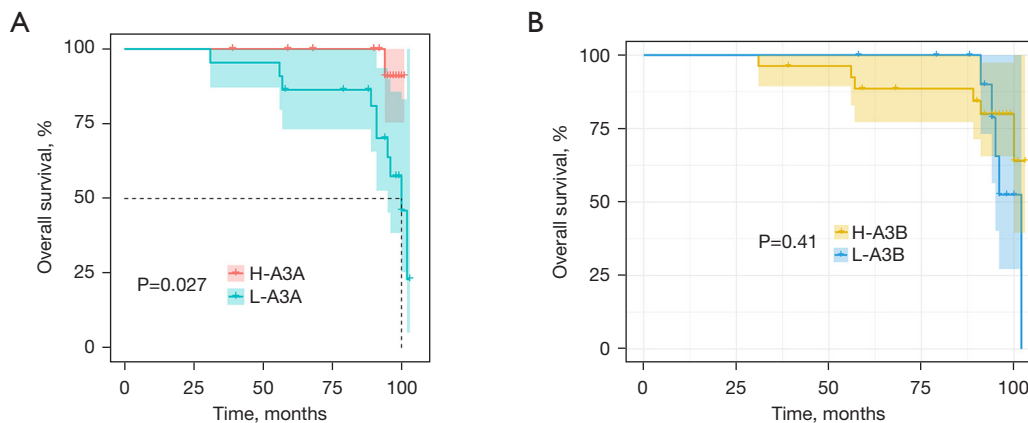 A
Overall survival, %
100
75
50
25
0
P=0.027
H-A3A
L-A3A
0 25 50 75 100
Time, months
B
Overall survival, %
100
75
50
25
0
P=0.41
H-A3B
L-A3B
0 25 50 75 100
Time, months